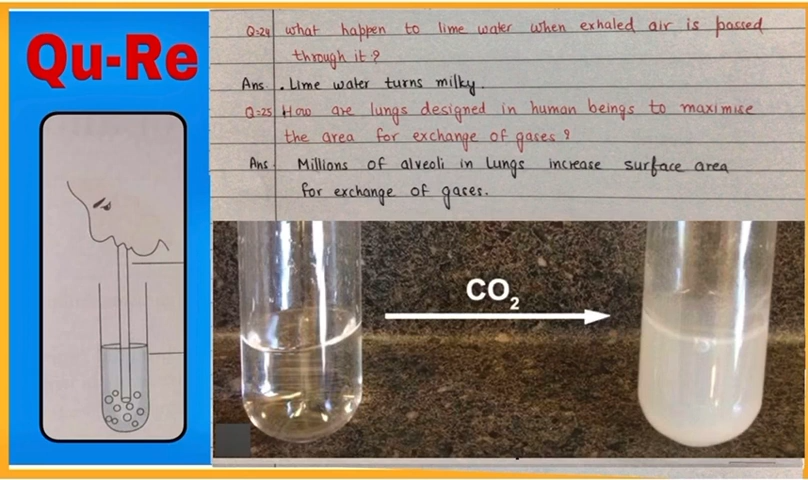 Qu-Re
Q:24 what happen to lime water when exhaled air is passed
through it?
Ans. Lime water turns milky.
Q:25 How are lungs designed in human beings to maximise
the area for exchange of gases?
Ans Millions of alveoli in Lungs increase surface area
for exchange of gases.
CO₂